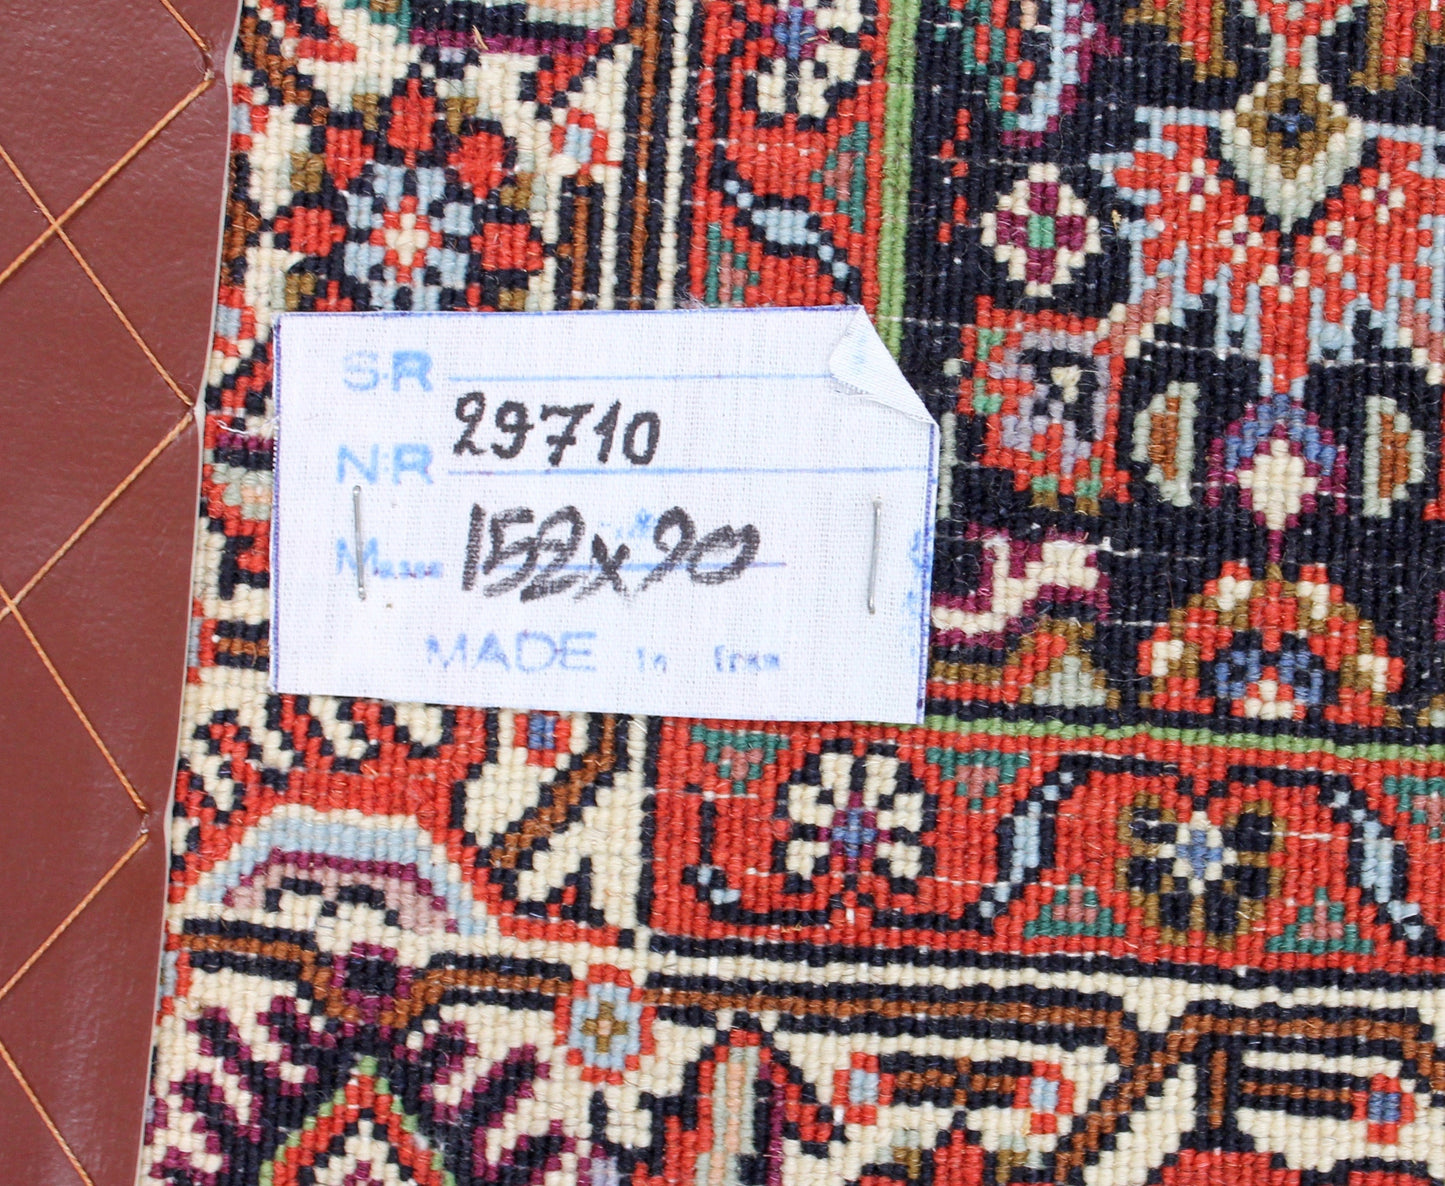 S.R
N.R 29710
Masse 152x90
MADE in Iran